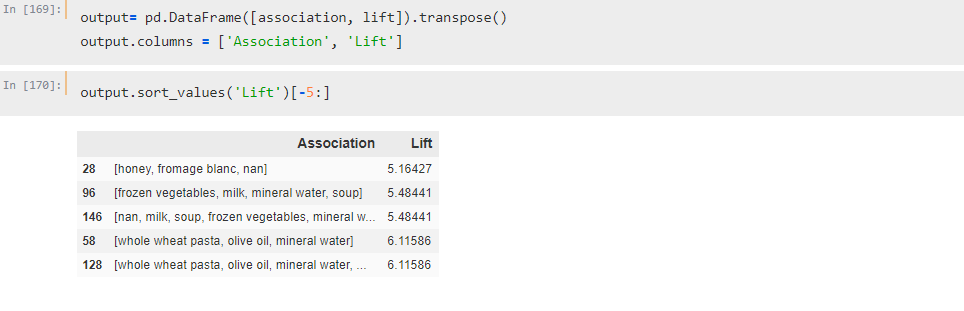 In [169]:
output= pd.DataFrame([association, lift]).transpose()
output.columns = ['Association', 'Lift']
In [170]:
output.sort_values('Lift')[-5:]
Association Lift
28 [honey, fromage blanc, nan] 5.16427
96 [frozen vegetables, milk, mineral water, soup] 5.48441
146 [nan, milk, soup, frozen vegetables, mineral w... 5.48441
58 [whole wheat pasta, olive oil, mineral water] 6.11586
128 [whole wheat pasta, olive oil, mineral water, ... 6.11586